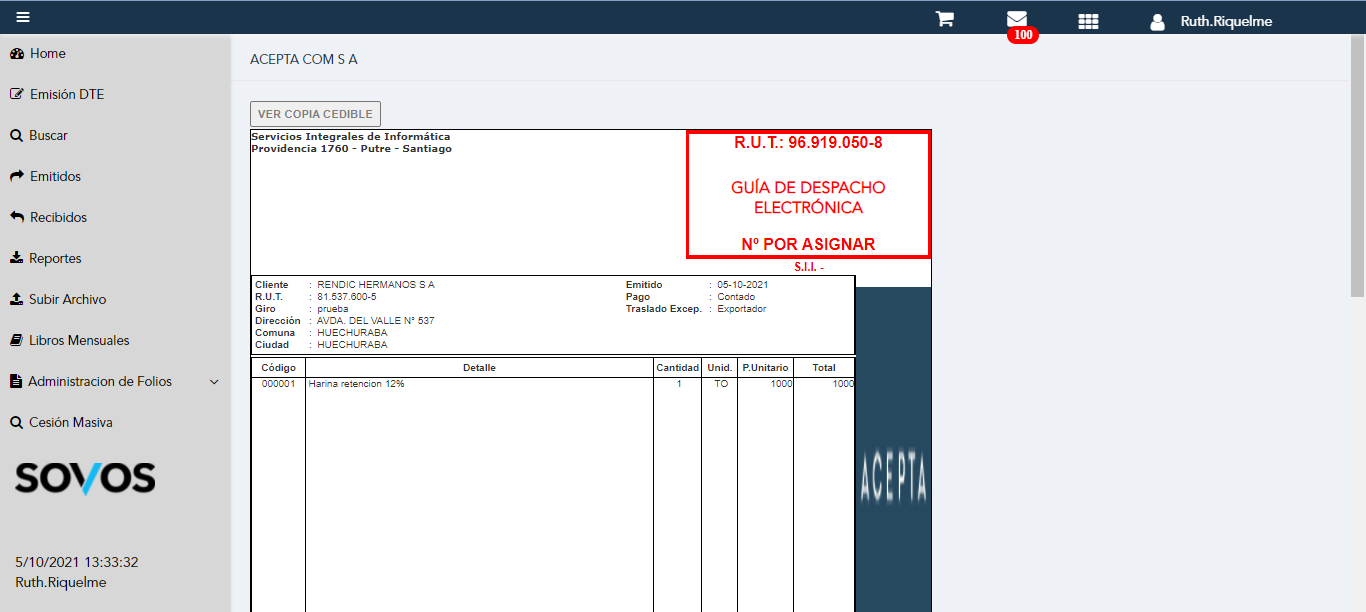 Ruth.Riquelme
100
Home
Emisión DTE
Buscar
Emitidos
Recibidos
Reportes
Subir Archivo
Libros Mensuales
Administracion de Folios
Cesión Masiva
SOVOS
5/10/2021 13:33:32
Ruth.Riquelme
ACEPTA COM S A
VER COPIA CEDIBLE
Servicios Integrales de Informática
Providencia 1760 - Putre - Santiago
R.U.T.: 96.919.050-8
GUÍA DE DESPACHO
ELECTRÓNICA
Nº POR ASIGNAR
S.I.I. -
Cliente : RENDIC HERMANOS S A
R.U.T. : 81.537.600-5
Giro : prueba
Dirección : AVDA. DEL VALLE N° 537
Comuna : HUECHURABA
Ciudad : HUECHURABA
Emitido : 05-10-2021
Pago : Contado
Traslado Excep. : Exportador
Código Detalle Cantidad Unid. P.Unitario Total
000001 Harina retencion 12% 1 TO 1000 1000
ACEPTA